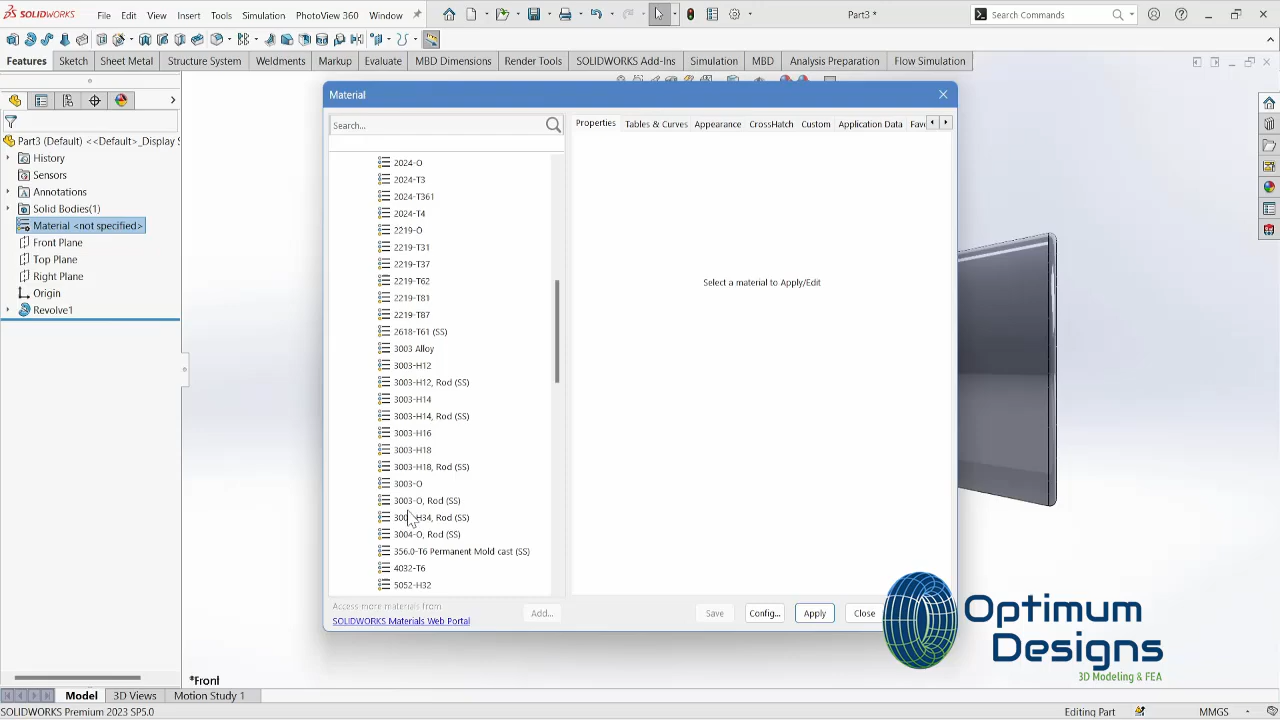 SOLIDWORKS File Edit View Insert Tools Simulation PhotoView 360 Window Part3 * Search Commands
Features Sketch Sheet Metal Structure System Weldments Markup Evaluate MBD Dimensions Render Tools SOLIDWORKS Add-Ins Simulation MBD Analysis Preparation Flow Simulation
Part3 (Default) <<Default>_Display S
History
Sensors
Annotations
Solid Bodies(1)
Material <not specified>
Front Plane
Top Plane
Right Plane
Origin
Revolve1
Material
Search...
2024-O
2024-T3
2024-T361
2024-T4
2219-O
2219-T31
2219-T37
2219-T62
2219-T81
2219-T87
2618-T61 (SS)
3003 Alloy
3003-H12
3003-H12, Rod (SS)
3003-H14
3003-H14, Rod (SS)
3003-H16
3003-H18
3003-H18, Rod (SS)
3003-O
3003-O, Rod (SS)
H34, Rod (SS)
3004-O, Rod (SS)
356.0-T6 Permanent Mold cast (SS)
4032-T6
5052-H32
Access more materials from
SOLIDWORKS Materials Web Portal
Add...
Properties Tables & Curves Appearance CrossHatch Custom Application Data Fav
Select a material to Apply/Edit
Save Config... Apply Close
Optimum
Designs
3D Modeling & FEA
*Front
Model 3D Views Motion Study 1
SOLIDWORKS Premium 2023 SP5.0 Editing Part MMGS